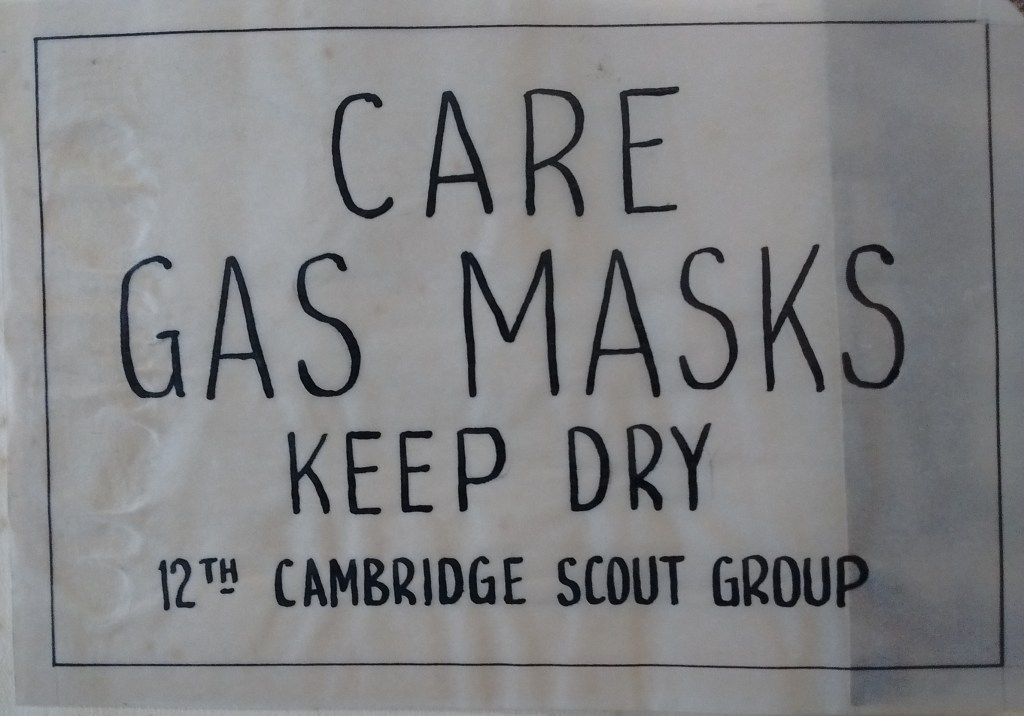 CARE
GAS MASKS
KEEP DRY
12TH CAMBRIDGE SCOUT GROUP